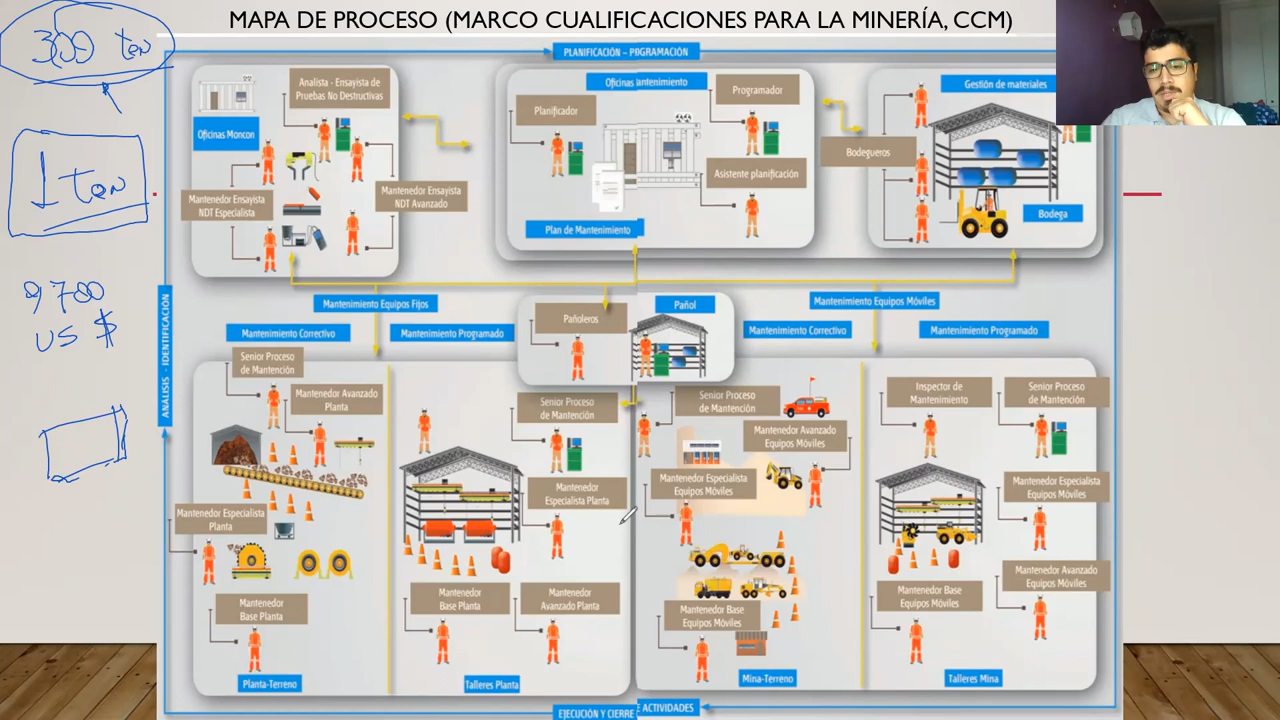 MAPA DE PROCESO (MARCO CUALIFICACIONES PARA LA MINERÍA, CCM)
300 ton
1 ton
9780
US $
PLANIFICACIÓN – PROGRAMACIÓN
Analista - Ensayista de
Pruebas No Destructivas
Oficinas Moncon
Mantenedor Ensayista
NDT Especialista
Mantenedor Ensayista
NDT Avanzado
Oficinas Mantenimiento
Planificador
Programador
Asistente planificación
Plan de Mantenimiento
Gestión de materiales
Bodegueros
Bodega
ANÁLISIS - IDENTIFICACIÓN
Mantenimiento Equipos Fijos
Mantenimiento Correctivo
Mantenimiento Programado
Pañoleros
Pañol
Mantenimiento Equipos Móviles
Mantenimiento Correctivo
Mantenimiento Programado
Senior Proceso
de Mantención
Mantenedor Avanzado
Planta
Mantenedor Especialista
Planta
Mantenedor
Base Planta
Planta-Terreno
Senior Proceso
de Mantención
Mantenedor
Especialista Planta
Mantenedor
Base Planta
Mantenedor
Avanzado Planta
Talleres Planta
Senior Proceso
de Mantención
Mantenedor Avanzado
Equipos Móviles
Mantenedor Especialista
Equipos Móviles
Mantenedor Base
Equipos Móviles
Mina-Terreno
Inspector de
Mantenimiento
Senior Proceso
de Mantención
Mantenedor Especialista
Equipos Móviles
Mantenedor Avanzado
Equipos Móviles
Mantenedor Base
Equipos Móviles
Talleres Mina
EJECUCIÓN Y CIERRE E ACTIVIDADES